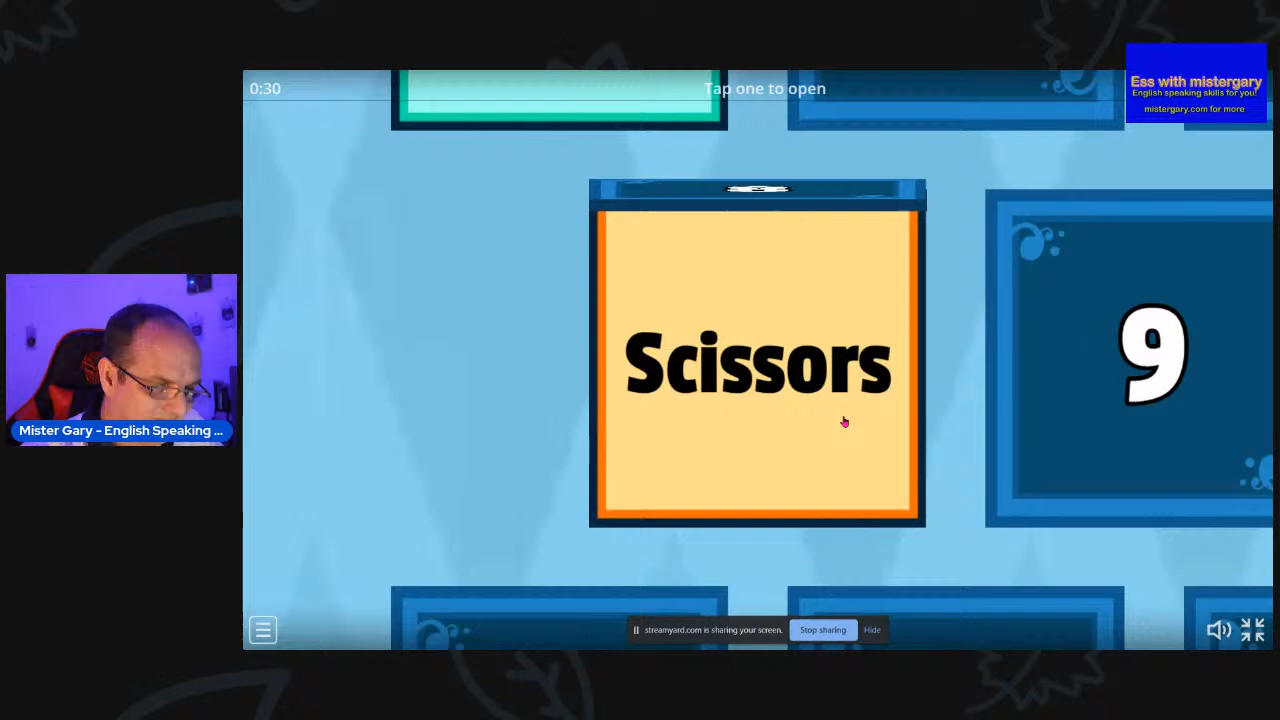 0:30
Tap one to open
Ess with mistergary
English speaking skills for you!
mistergary.com for more
Scissors
9
Mister Gary - English Speaking ...
streamyard.com is sharing your screen.
Stop sharing
Hide